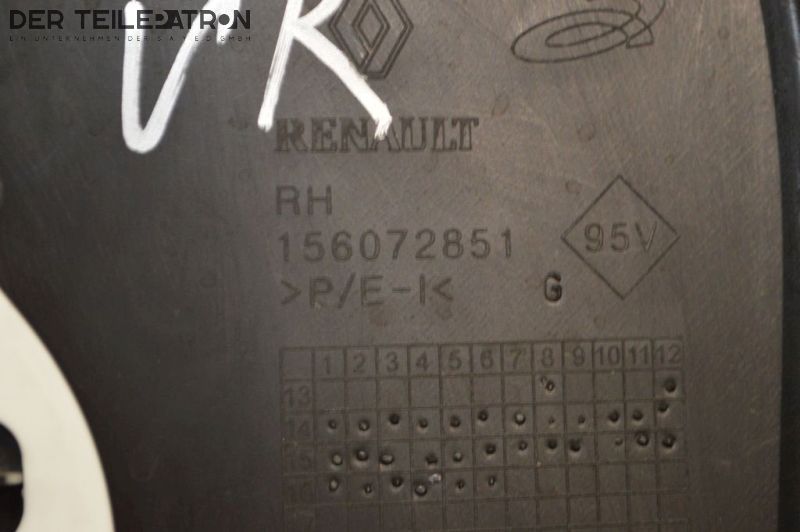 DER TEILEPATRON
EIN UNTERNEHMEN DER S.A.V.E.D. GMBH
VR
RENAULT
RH
156072851
95V
>P/E-I<
G
1 2 3 4 5 6 7 8 9 10 11 12
13
14
15
16